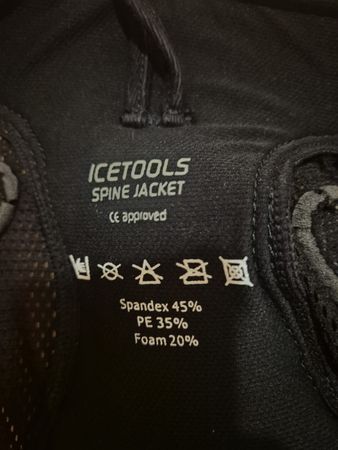 ICETOOLS
SPINE JACKET
CE approved
Spandex 45%
PE 35%
Foam 20%